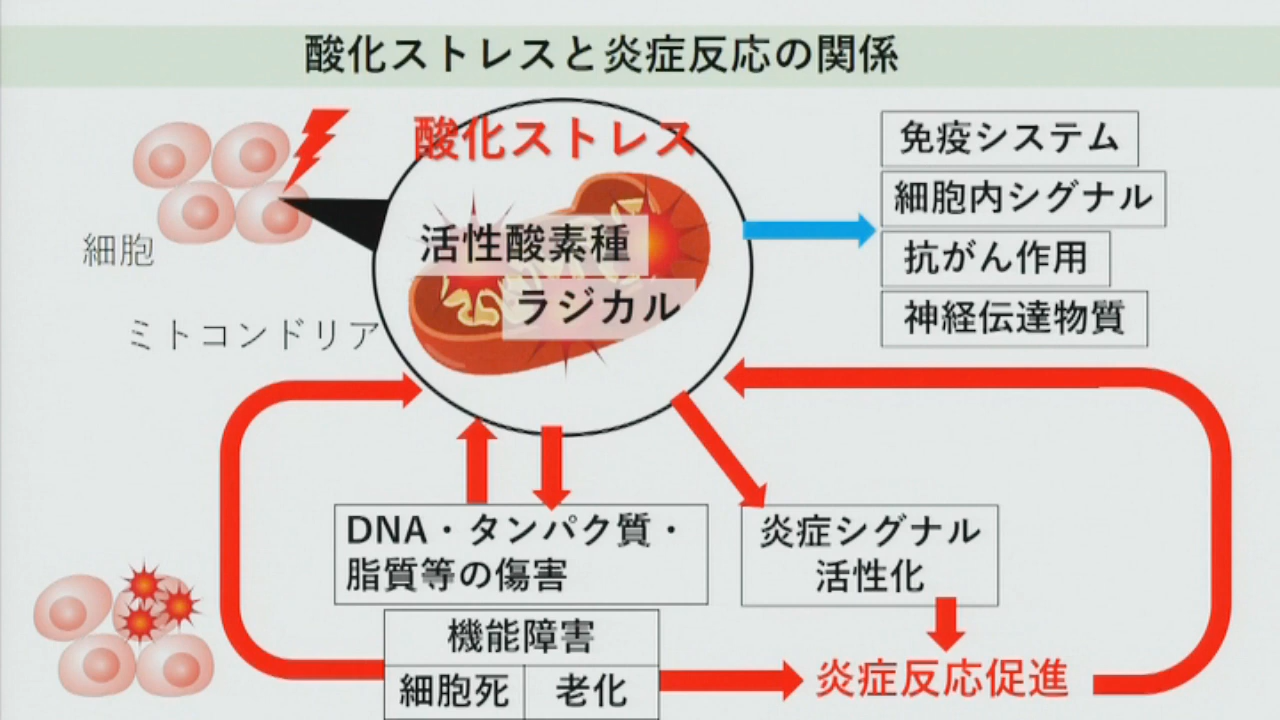 酸化ストレスと炎症反応の関係
酸化ストレス
活性酸素種
ラジカル
細胞
ミトコンドリア
免疫システム
細胞内シグナル
抗がん作用
神経伝達物質
DNA・タンパク質・
脂質等の傷害
機能障害
細胞死
老化
炎症シグナル
活性化
炎症反応促進